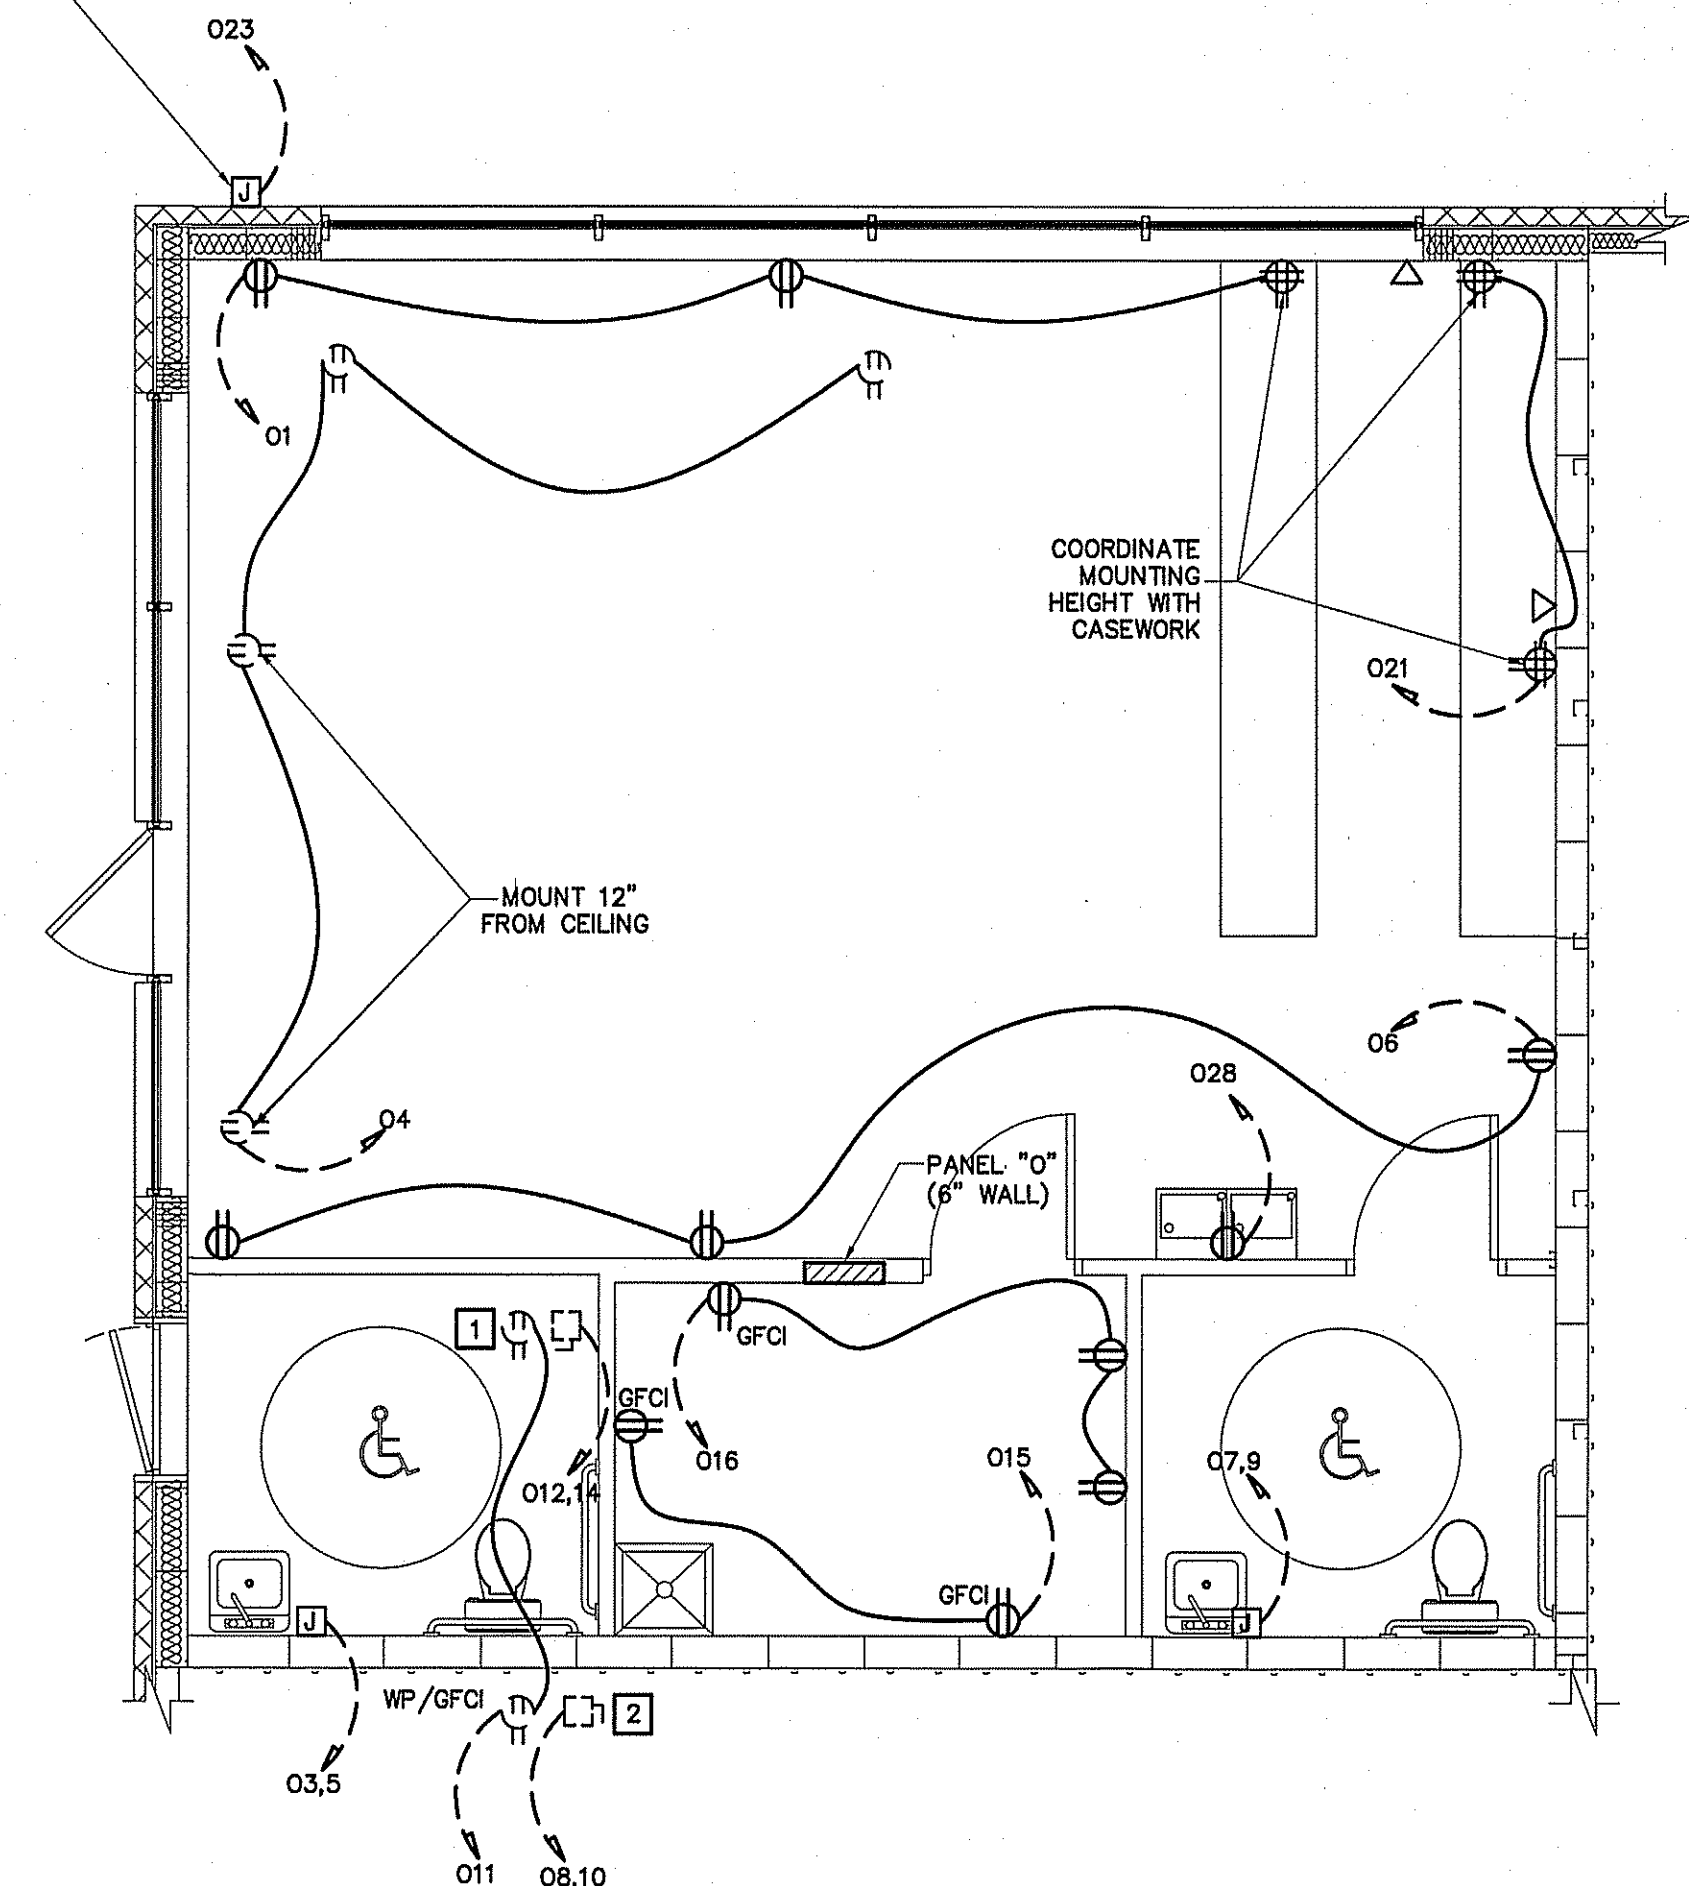 O23
J
O1
COORDINATE
MOUNTING
HEIGHT WITH
CASEWORK
O21
MOUNT 12"
FROM CEILING
O6
O28
O4
PANEL "O"
(6" WALL)
1
GFCI
GFCI
O16
O15
O7,9
O12,14
GFCI
J
J
WP/GFCI
2
O3,5
O11
O8,10